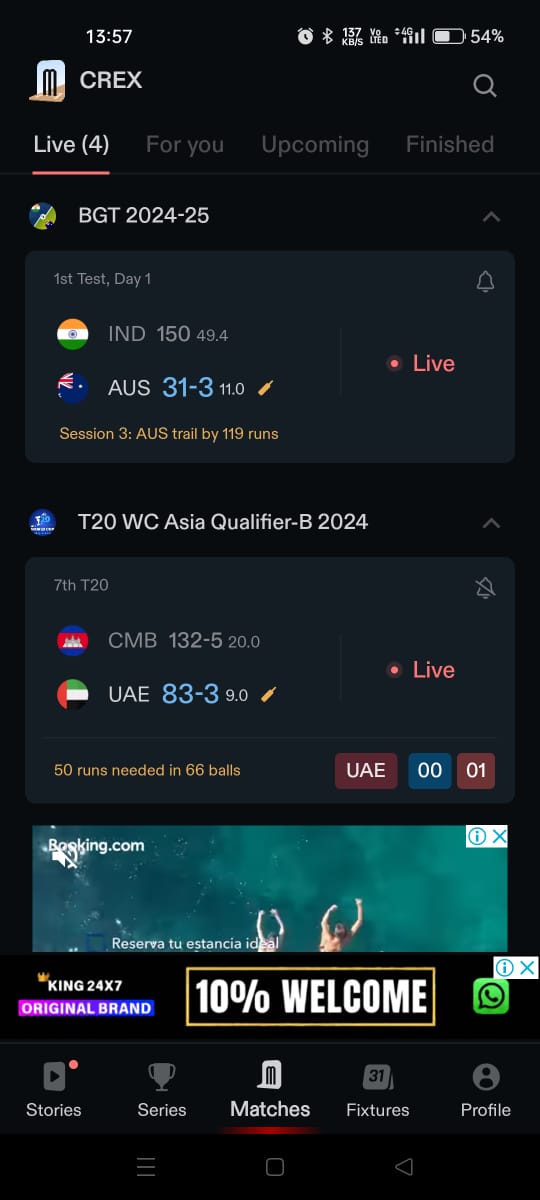 13:57
137 KB/S Vo LTED 4G 54%
CREX
Live (4) For you Upcoming Finished
BGT 2024-25
1st Test, Day 1
IND 150 49.4
Live
AUS 31-3 11.0
Session 3: AUS trail by 119 runs
T20 WC Asia Qualifier-B 2024
7th T20
CMB 132-5 20.0
Live
UAE 83-3 9.0
50 runs needed in 66 balls UAE 00 01
Booking.com
Reserva tu estancia ideal
KING 24X7
ORIGINAL BRAND
10% WELCOME
31
Stories Series Matches Fixtures Profile